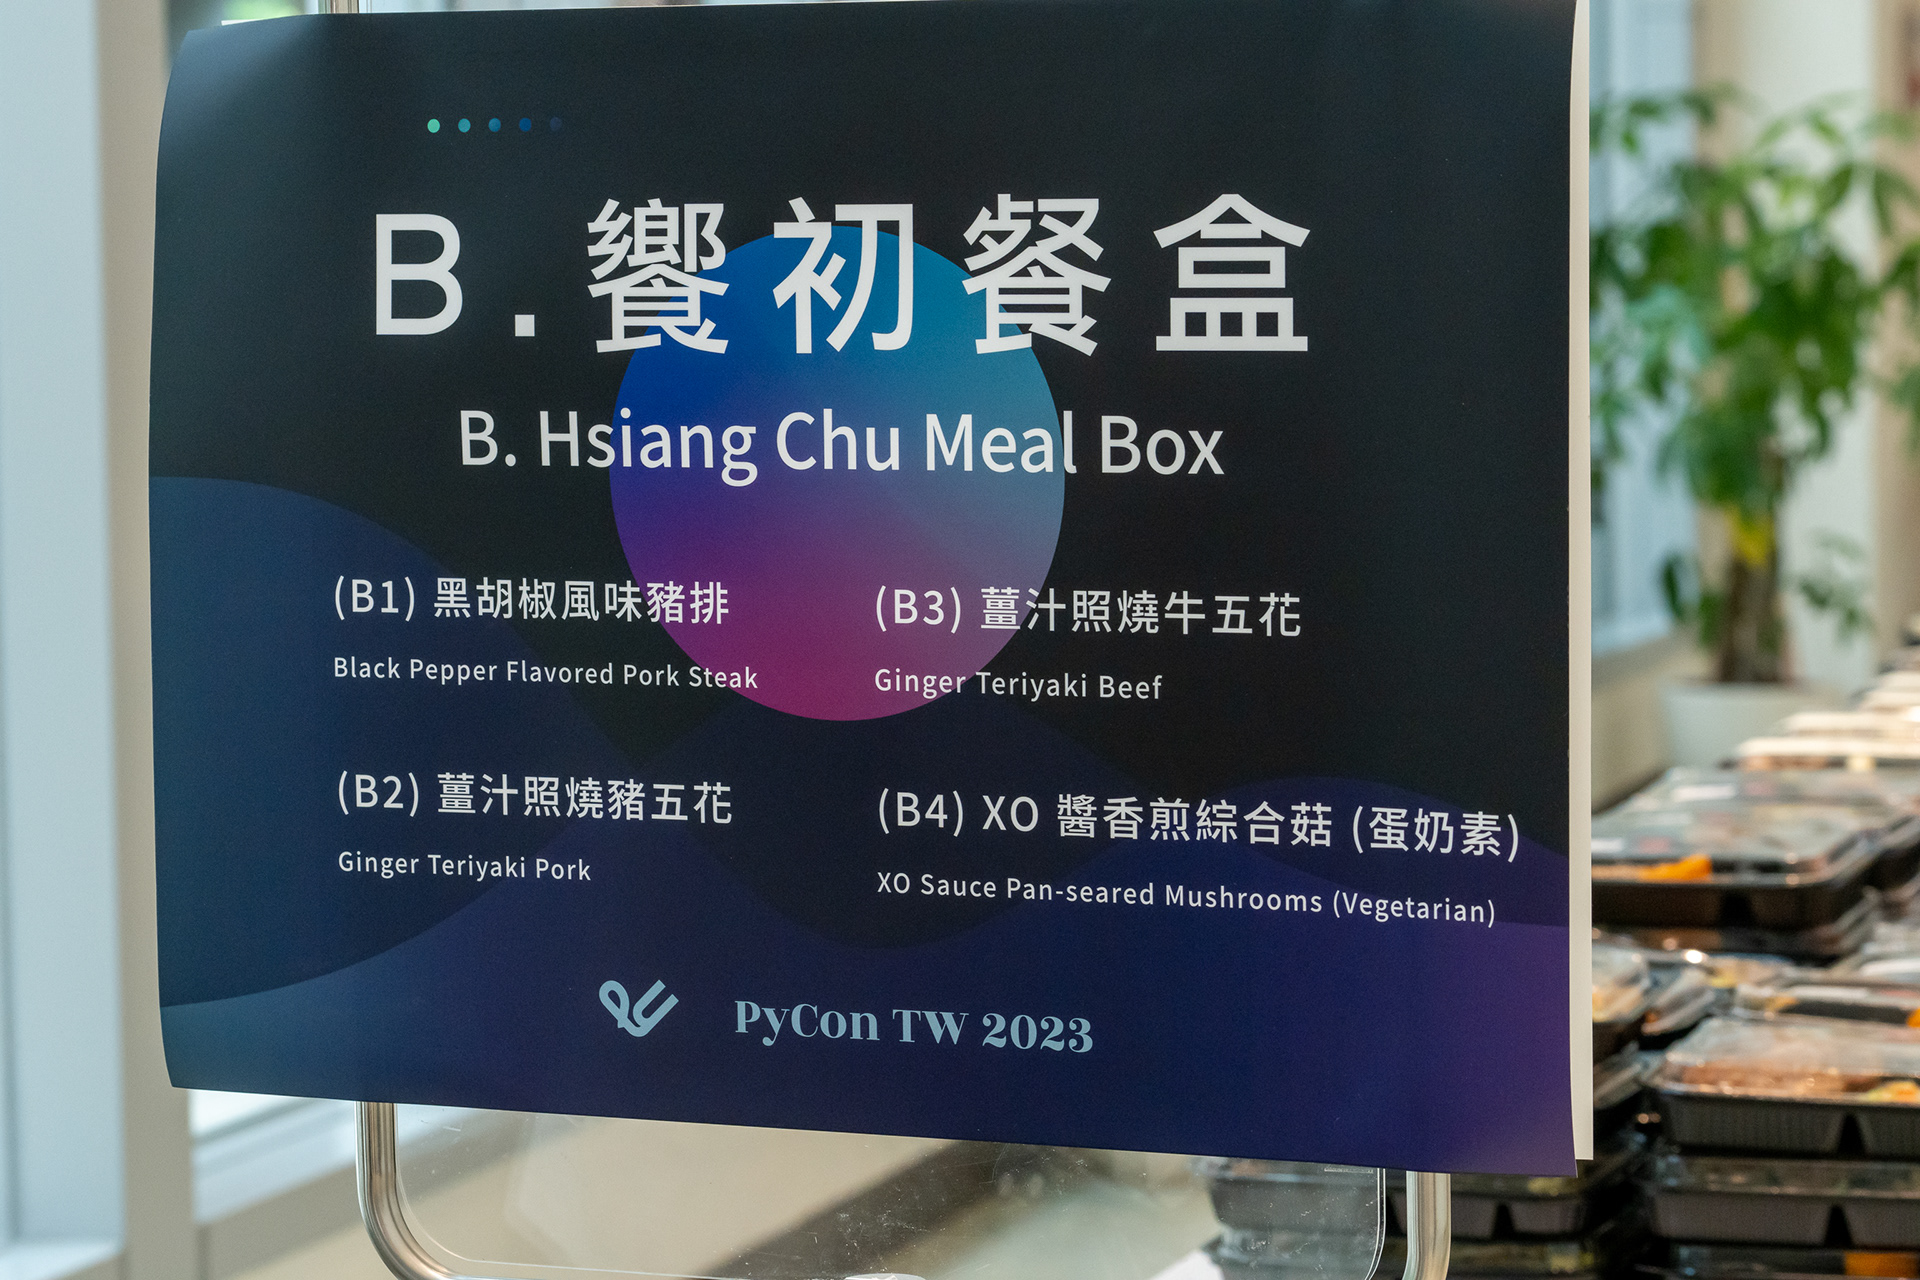 B.饗初餐盒
B. Hsiang Chu Meal Box
(B1) 黑胡椒風味豬排
Black Pepper Flavored Pork Steak
(B2) 薑汁照燒豬五花
Ginger Teriyaki Pork
(B3) 薑汁照燒牛五花
Ginger Teriyaki Beef
(B4) XO 醬香煎綜合菇 (蛋奶素)
XO Sauce Pan-seared Mushrooms (Vegetarian)
PyCon TW 2023